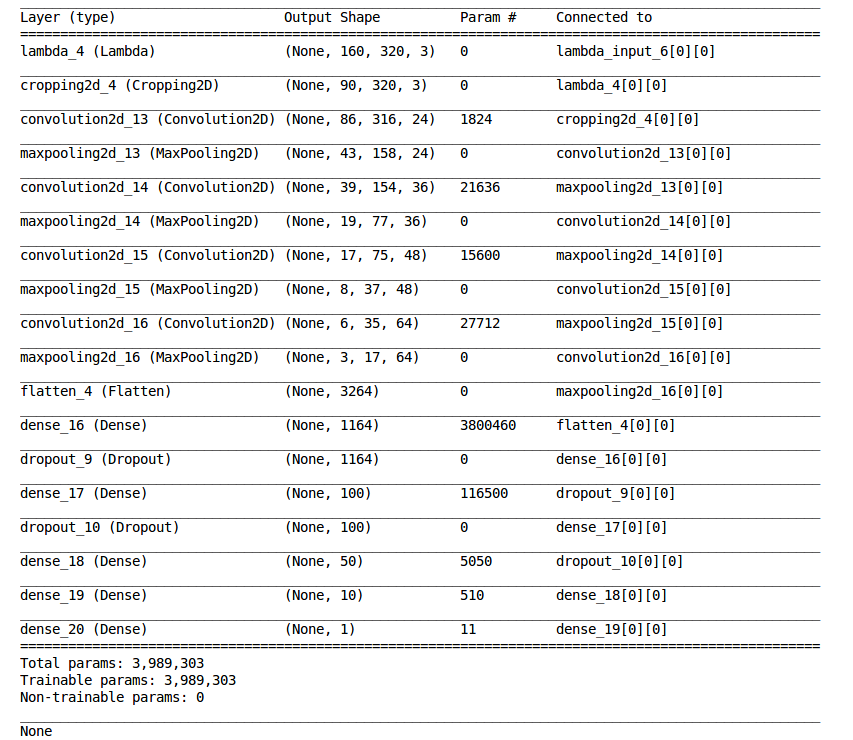 Layer (type) Output Shape Param # Connected to
lambda_4 (Lambda) (None, 160, 320, 3) 0 lambda_input_6[0][0]
cropping2d_4 (Cropping2D) (None, 90, 320, 3) 0 lambda_4[0][0]
convolution2d_13 (Convolution2D) (None, 86, 316, 24) 1824 cropping2d_4[0][0]
maxpooling2d_13 (MaxPooling2D) (None, 43, 158, 24) 0 convolution2d_13[0][0]
convolution2d_14 (Convolution2D) (None, 39, 154, 36) 21636 maxpooling2d_13[0][0]
maxpooling2d_14 (MaxPooling2D) (None, 19, 77, 36) 0 convolution2d_14[0][0]
convolution2d_15 (Convolution2D) (None, 17, 75, 48) 15600 maxpooling2d_14[0][0]
maxpooling2d_15 (MaxPooling2D) (None, 8, 37, 48) 0 convolution2d_15[0][0]
convolution2d_16 (Convolution2D) (None, 6, 35, 64) 27712 maxpooling2d_15[0][0]
maxpooling2d_16 (MaxPooling2D) (None, 3, 17, 64) 0 convolution2d_16[0][0]
flatten_4 (Flatten) (None, 3264) 0 maxpooling2d_16[0][0]
dense_16 (Dense) (None, 1164) 3800460 flatten_4[0][0]
dropout_9 (Dropout) (None, 1164) 0 dense_16[0][0]
dense_17 (Dense) (None, 100) 116500 dropout_9[0][0]
dropout_10 (Dropout) (None, 100) 0 dense_17[0][0]
dense_18 (Dense) (None, 50) 5050 dropout_10[0][0]
dense_19 (Dense) (None, 10) 510 dense_18[0][0]
dense_20 (Dense) (None, 1) 11 dense_19[0][0]
Total params: 3,989,303
Trainable params: 3,989,303
Non-trainable params: 0
None